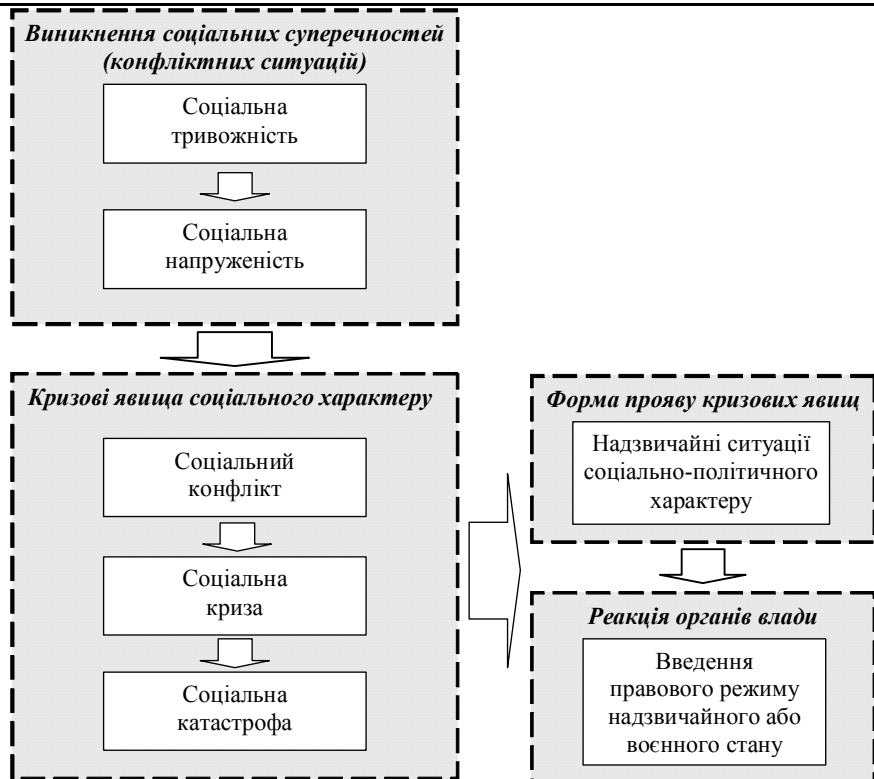 Виникнення соціальних суперечностей
(конфліктних ситуацій)
Соціальна
тривожність
Соціальна
напруженість
Кризові явища соціального характеру
Соціальний
конфлікт
Соціальна
криза
Соціальна
катастрофа
Форма прояву кризових явищ
Надзвичайні ситуації
соціально-політичного
характеру
Реакція органів влади
Введення
правового режиму
надзвичайного або
воєнного стану